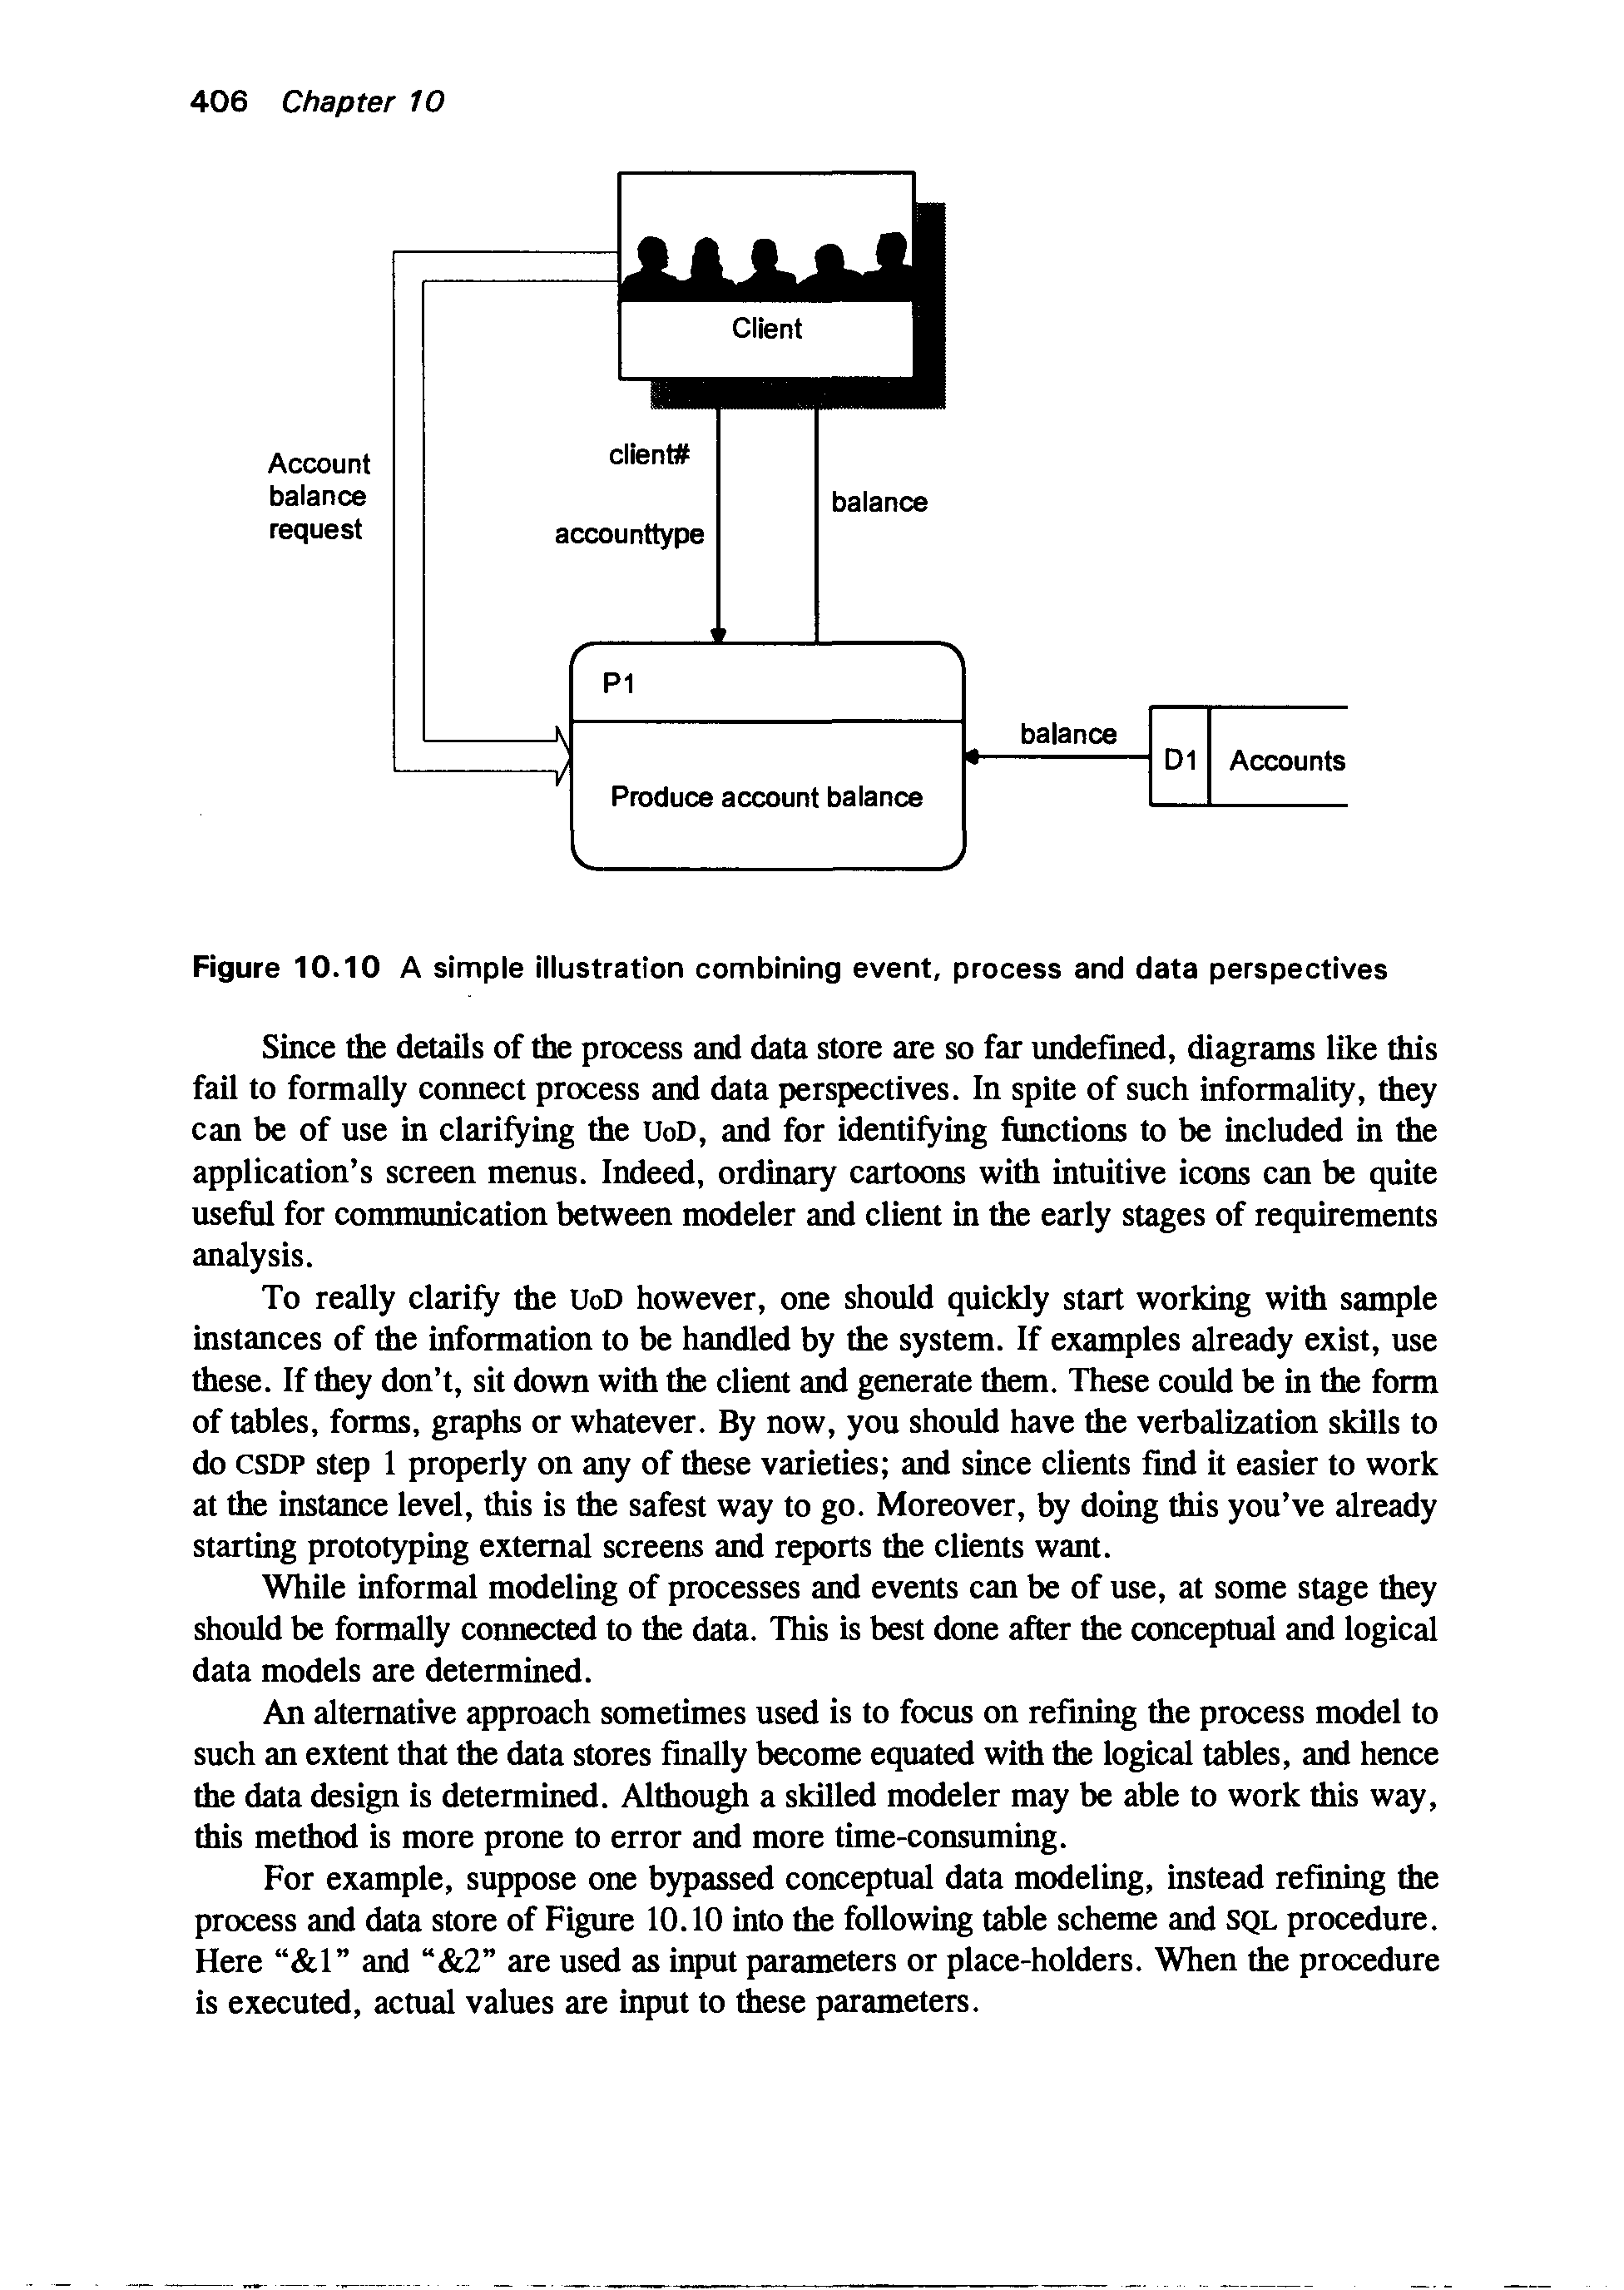 406 Chapter 10
Client
Account
balance
request
client#
accounttype
balance
P1
Produce account balance
balance
D1 Accounts
Figure 10.10 A simple illustration combining event, process and data perspectives
Since the details of the process and data store are so far undefined, diagrams like this
fail to formally connect process and data perspectives. In spite of such informality, they
can be of use in clarifying the UoD, and for identifying functions to be included in the
application's screen menus. Indeed, ordinary cartoons with intuitive icons can be quite
useful for communication between modeler and client in the early stages of requirements
analysis.
To really clarify the UoD however, one should quickly start working with sample
instances of the information to be handled by the system. If examples already exist, use
these. If they don't, sit down with the client and generate them. These could be in the form
of tables, forms, graphs or whatever. By now, you should have the verbalization skills to
do CSDP step 1 properly on any of these varieties; and since clients find it easier to work
at the instance level, this is the safest way to go. Moreover, by doing this you've already
starting prototyping external screens and reports the clients want.
While informal modeling of processes and events can be of use, at some stage they
should be formally connected to the data. This is best done after the conceptual and logical
data models are determined.
An alternative approach sometimes used is to focus on refining the process model to
such an extent that the data stores finally become equated with the logical tables, and hence
the data design is determined. Although a skilled modeler may be able to work this way,
this method is more prone to error and more time-consuming.
For example, suppose one bypassed conceptual data modeling, instead refining the
process and data store of Figure 10.10 into the following table scheme and SQL procedure.
Here “&1” and “&2” are used as input parameters or place-holders. When the procedure
is executed, actual values are input to these parameters.